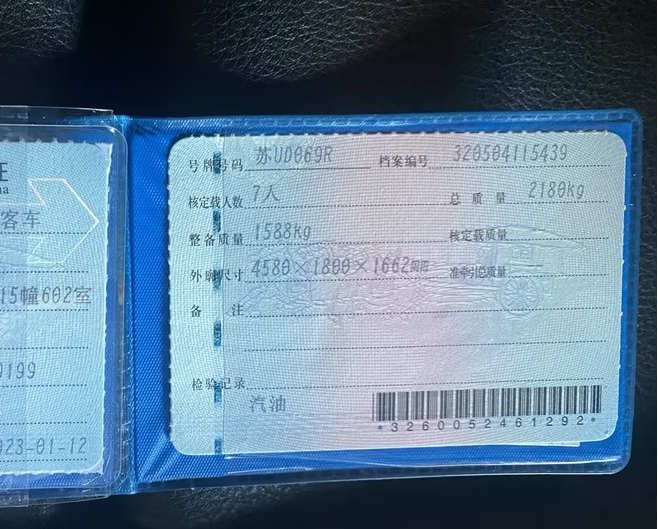 客车
15幢602室
0199
023-01-12
号牌号码 苏UD069R 档案编号 320504115439
核定载人数 7人 总质量 2180kg
整备质量 1588kg 核定载质量
外廓尺寸 4580×1800×1662mm 准牵引总质量
备注
检验记录
汽油
*3260052461292*